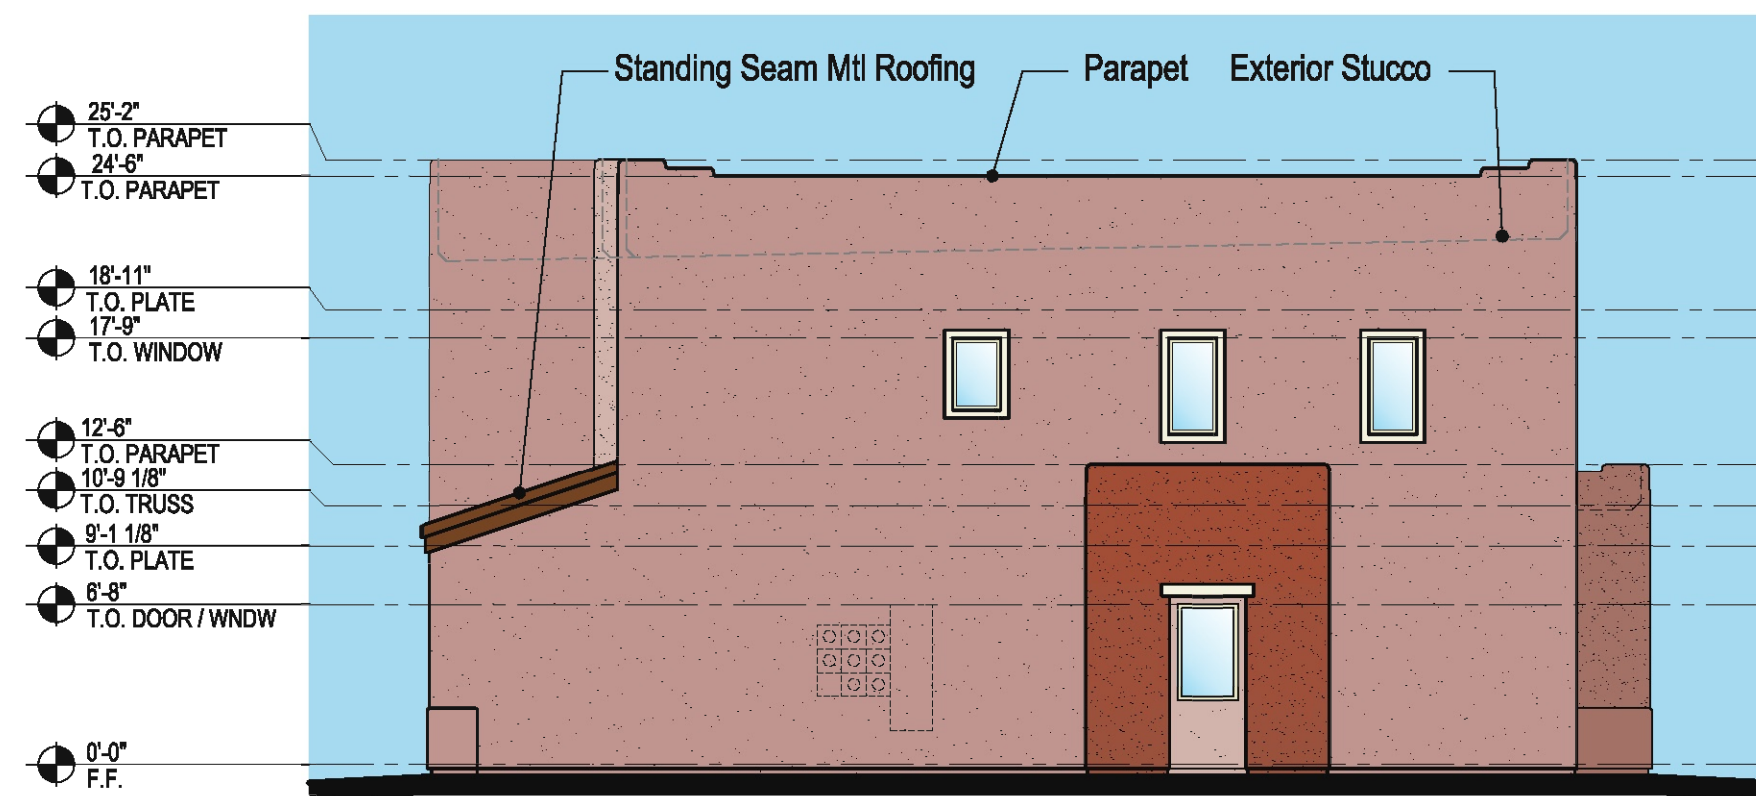 Standing Seam Mtl Roofing
Parapet
Exterior Stucco
25'-2"
T.O. PARAPET
24'-6"
T.O. PARAPET
18'-11"
T.O. PLATE
17'-9"
T.O. WINDOW
12'-6"
T.O. PARAPET
10'-9 1/8"
T.O. TRUSS
9'-1 1/8"
T.O. PLATE
6'-8"
T.O. DOOR / WNDW
0'-0"
F.F.